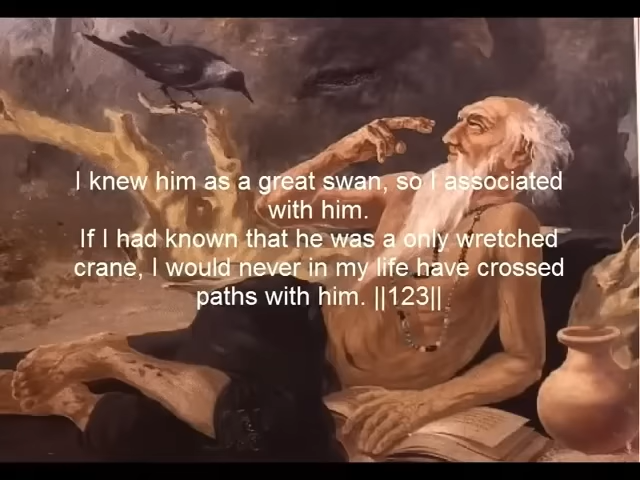 I knew him as a great swan, so I associated
with him.
If I had known that he was a only wretched
crane, I would never in my life have crossed
paths with him. ||123||